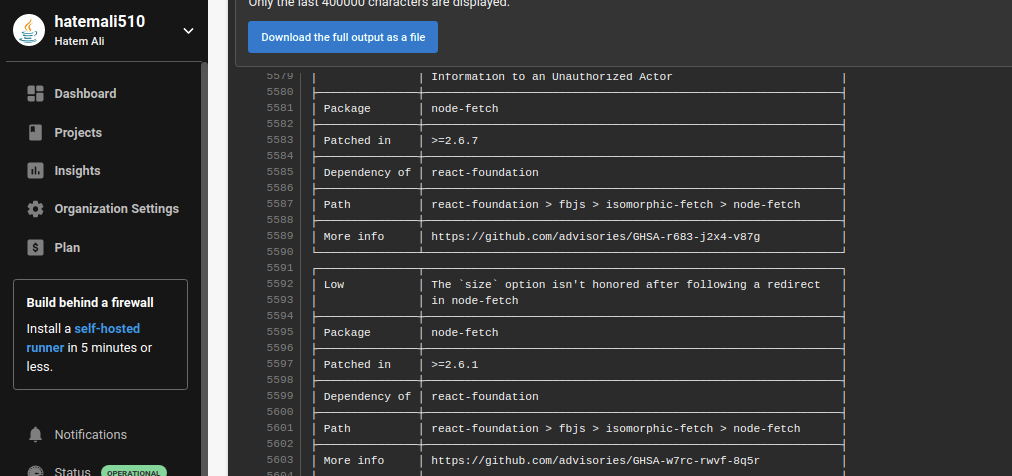 hatemali510
Hatem Ali
Dashboard
Projects
Insights
Organization Settings
Plan
Build behind a firewall
Install a self-hosted
runner in 5 minutes or
less.
Notifications
Status OPERATIONAL
Only the last 400000 characters are displayed.
Download the full output as a file
5579 Information to an Unauthorized Actor
5580
5581 Package node-fetch
5582
5583 Patched in >=2.6.7
5584
5585 Dependency of react-foundation
5586
5587 Path react-foundation > fbjs > isomorphic-fetch > node-fetch
5588
5589 More info https://github.com/advisories/GHSA-r683-j2x4-v87g
5590
5591
5592 Low The `size` option isn't honored after following a redirect
5593 in node-fetch
5594
5595 Package node-fetch
5596
5597 Patched in >=2.6.1
5598
5599 Dependency of react-foundation
5600
5601 Path react-foundation > fbjs > isomorphic-fetch > node-fetch
5602
5603 More info https://github.com/advisories/GHSA-w7rc-rwvf-8q5r
5604